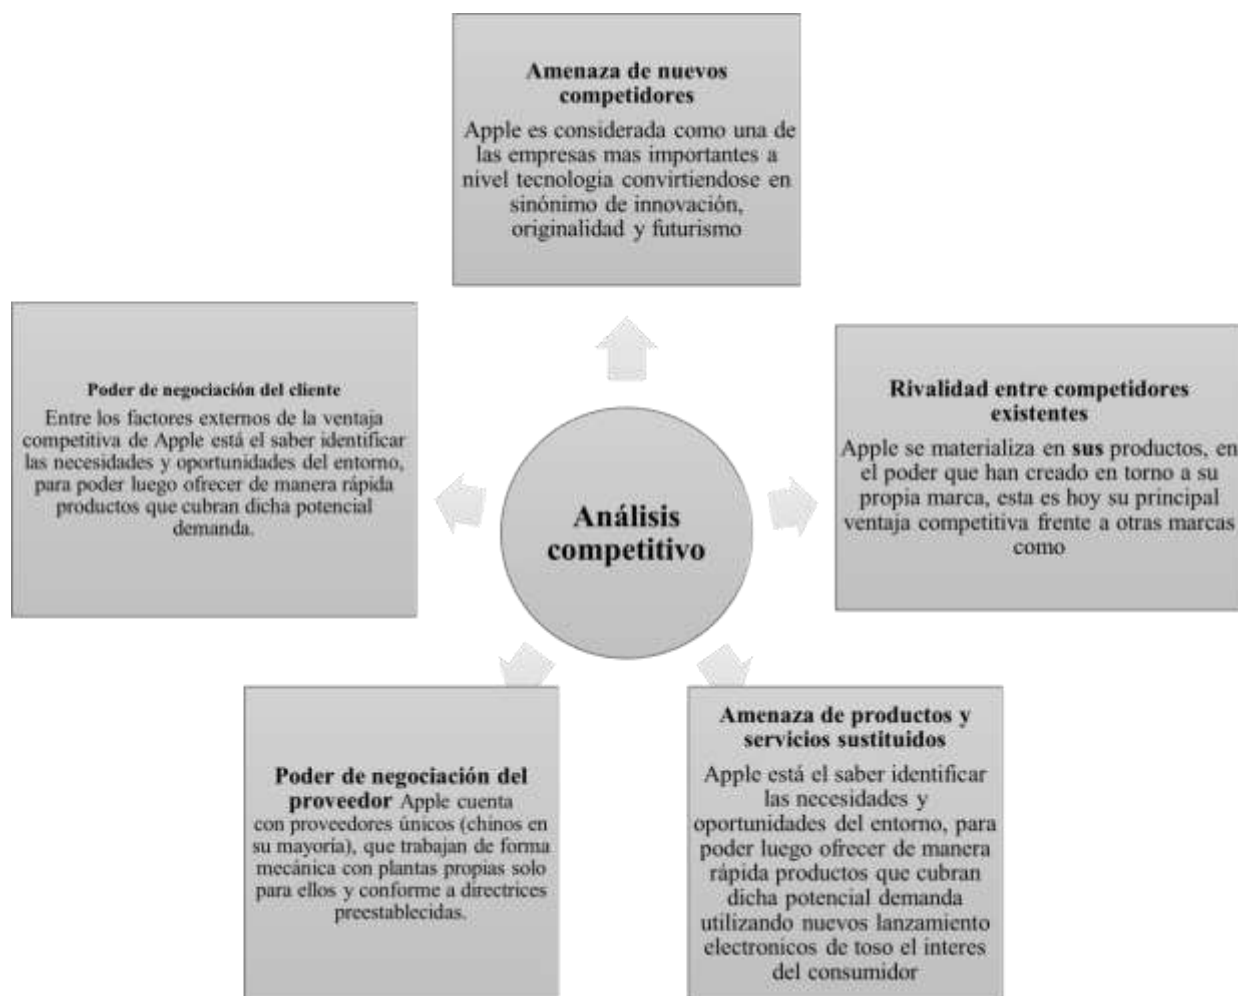 Amenaza de nuevos
competidores
Apple es considerada como una de
las empresas mas importantes a
nivel tecnologia convirtiendose en
sinónimo de innovación,
originalidad y futurismo
Poder de negociación del cliente
Entre los factores externos de la ventaja
competitiva de Apple está el saber identificar
las necesidades y oportunidades del entorno,
para poder luego ofrecer de manera rápida
productos que cubran dicha potencial
demanda.
Rivalidad entre competidores
existentes
Apple se materializa en sus productos, en
el poder que han creado en torno a su
propia marca, esta es hoy su principal
ventaja competitiva frente a otras marcas
como
Análisis
competitivo
Poder de negociación del
proveedor Apple cuenta
con proveedores únicos (chinos en
su mayoría), que trabajan de forma
mecánica con plantas propias solo
para ellos y conforme a directrices
preestablecidas.
Amenaza de productos y
servicios sustituidos
Apple está el saber identificar
las necesidades y
oportunidades del entorno, para
poder luego ofrecer de manera
rápida productos que cubran
dicha potencial demanda
utilizando nuevos lanzamiento
electronicos de toso el interes
del consumidor